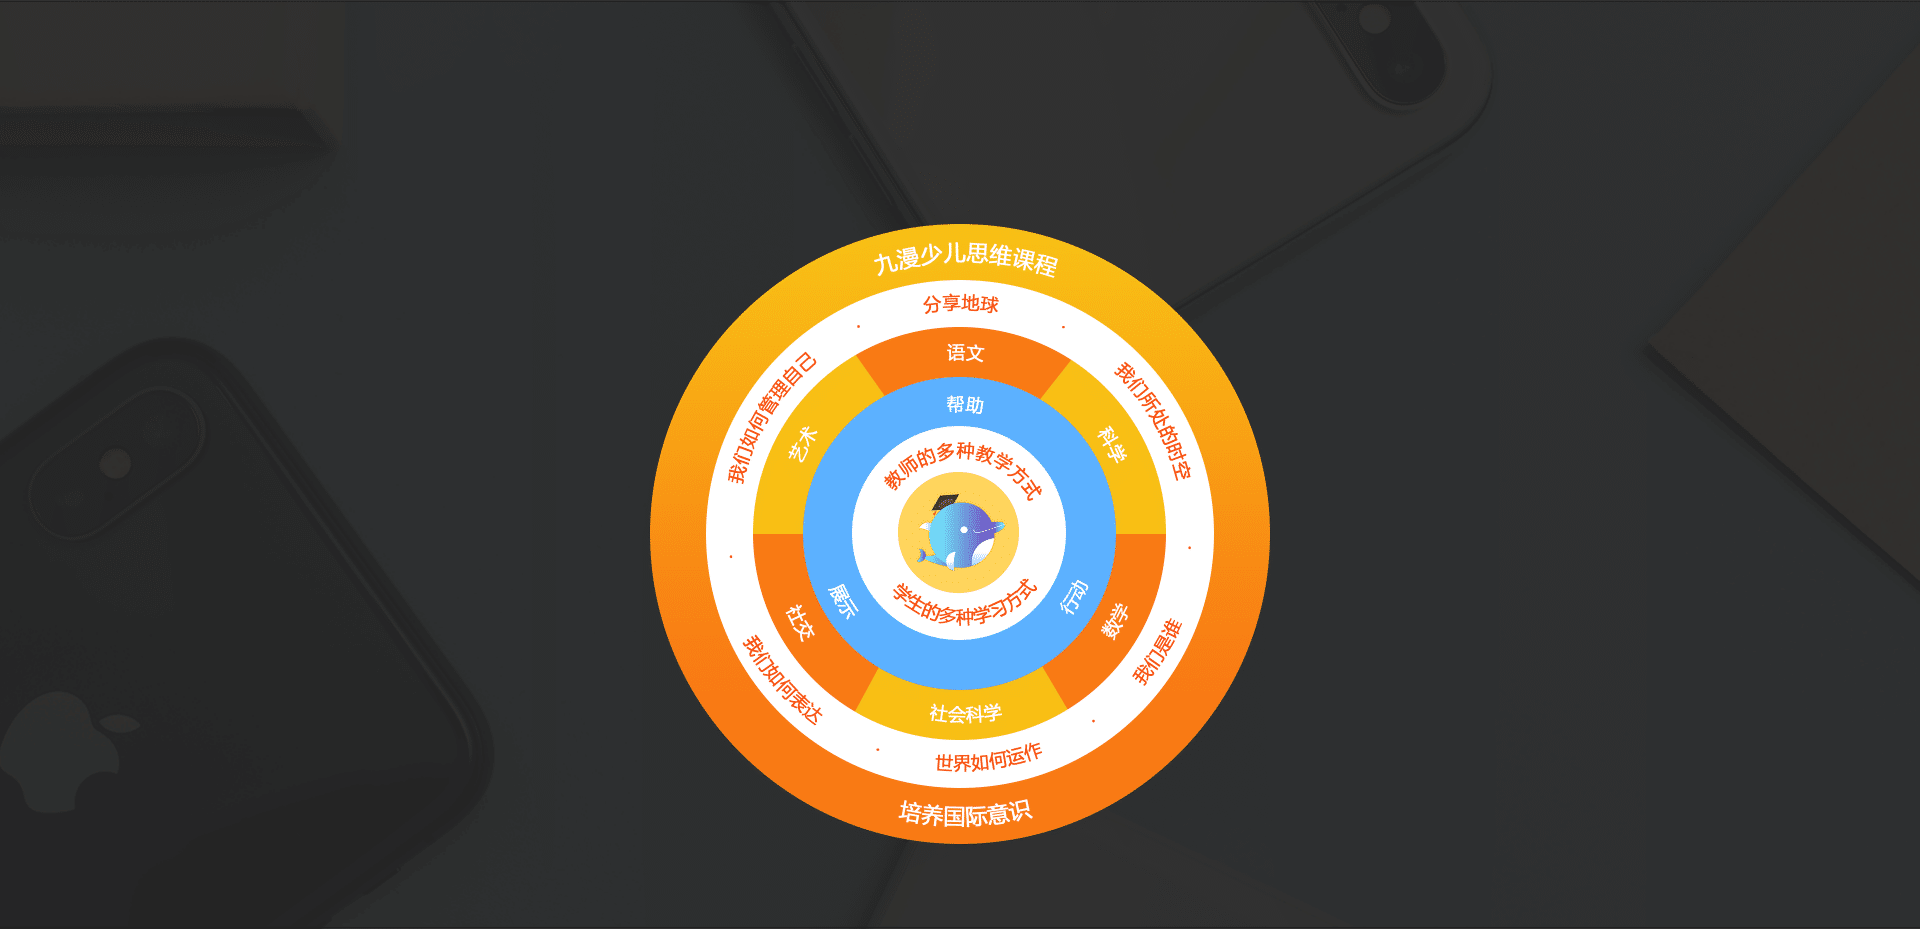 九漫少儿思维课程
分享地球
我们所处的时空
我们是谁
世界如何运作
我们如何表达
我们如何管理自己
语文
科学
数学
社会科学
社交
艺术
帮助
行动
展示
教师的多种教学方式
学生的多种学习方式
培养国际意识